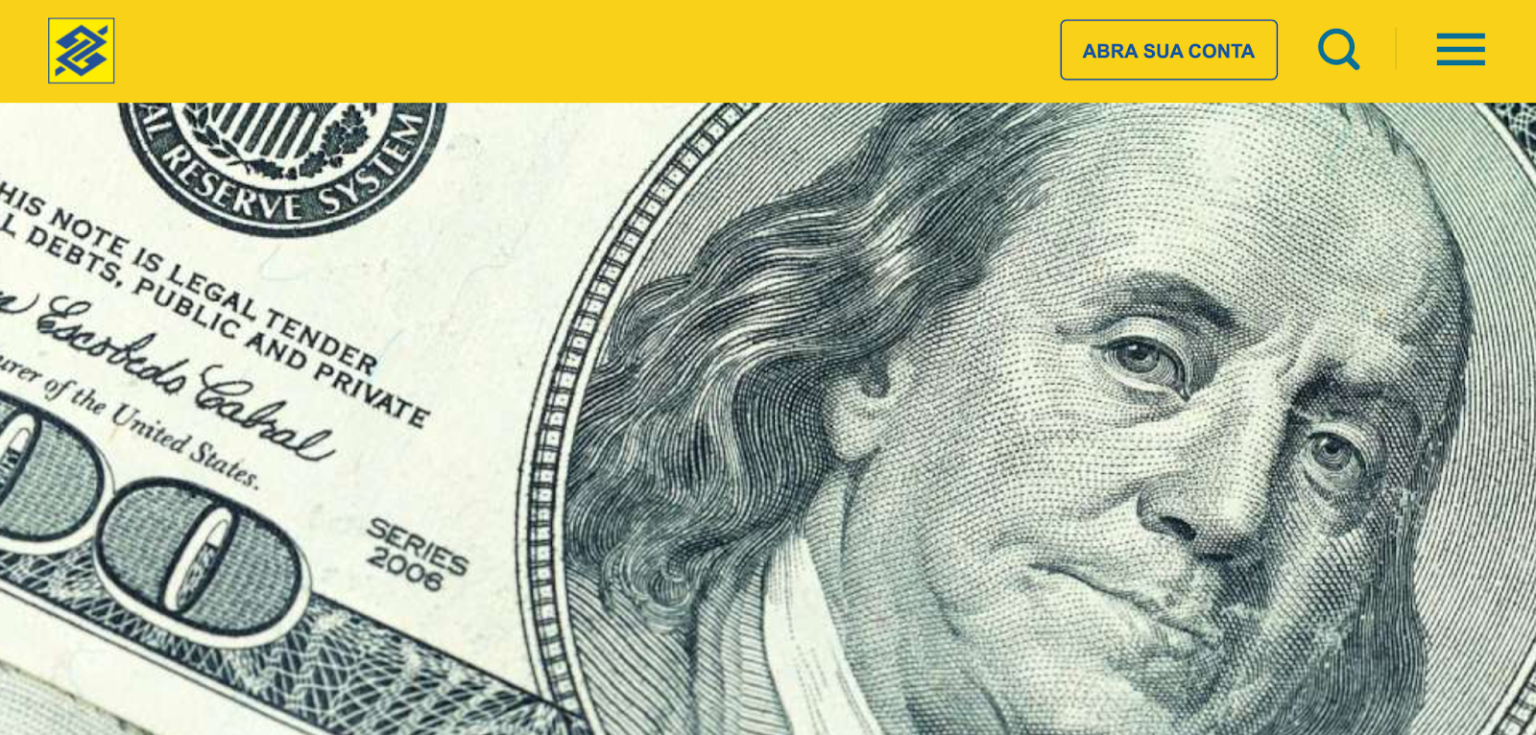 ABRA SUA CONTA
AL RESERVE SYSTEM
HIS NOTE IS LEGAL TENDER
L DEBTS, PUBLIC AND PRIVATE
Escobedo Cabral
urer of the United States.
SERIES
2006
00